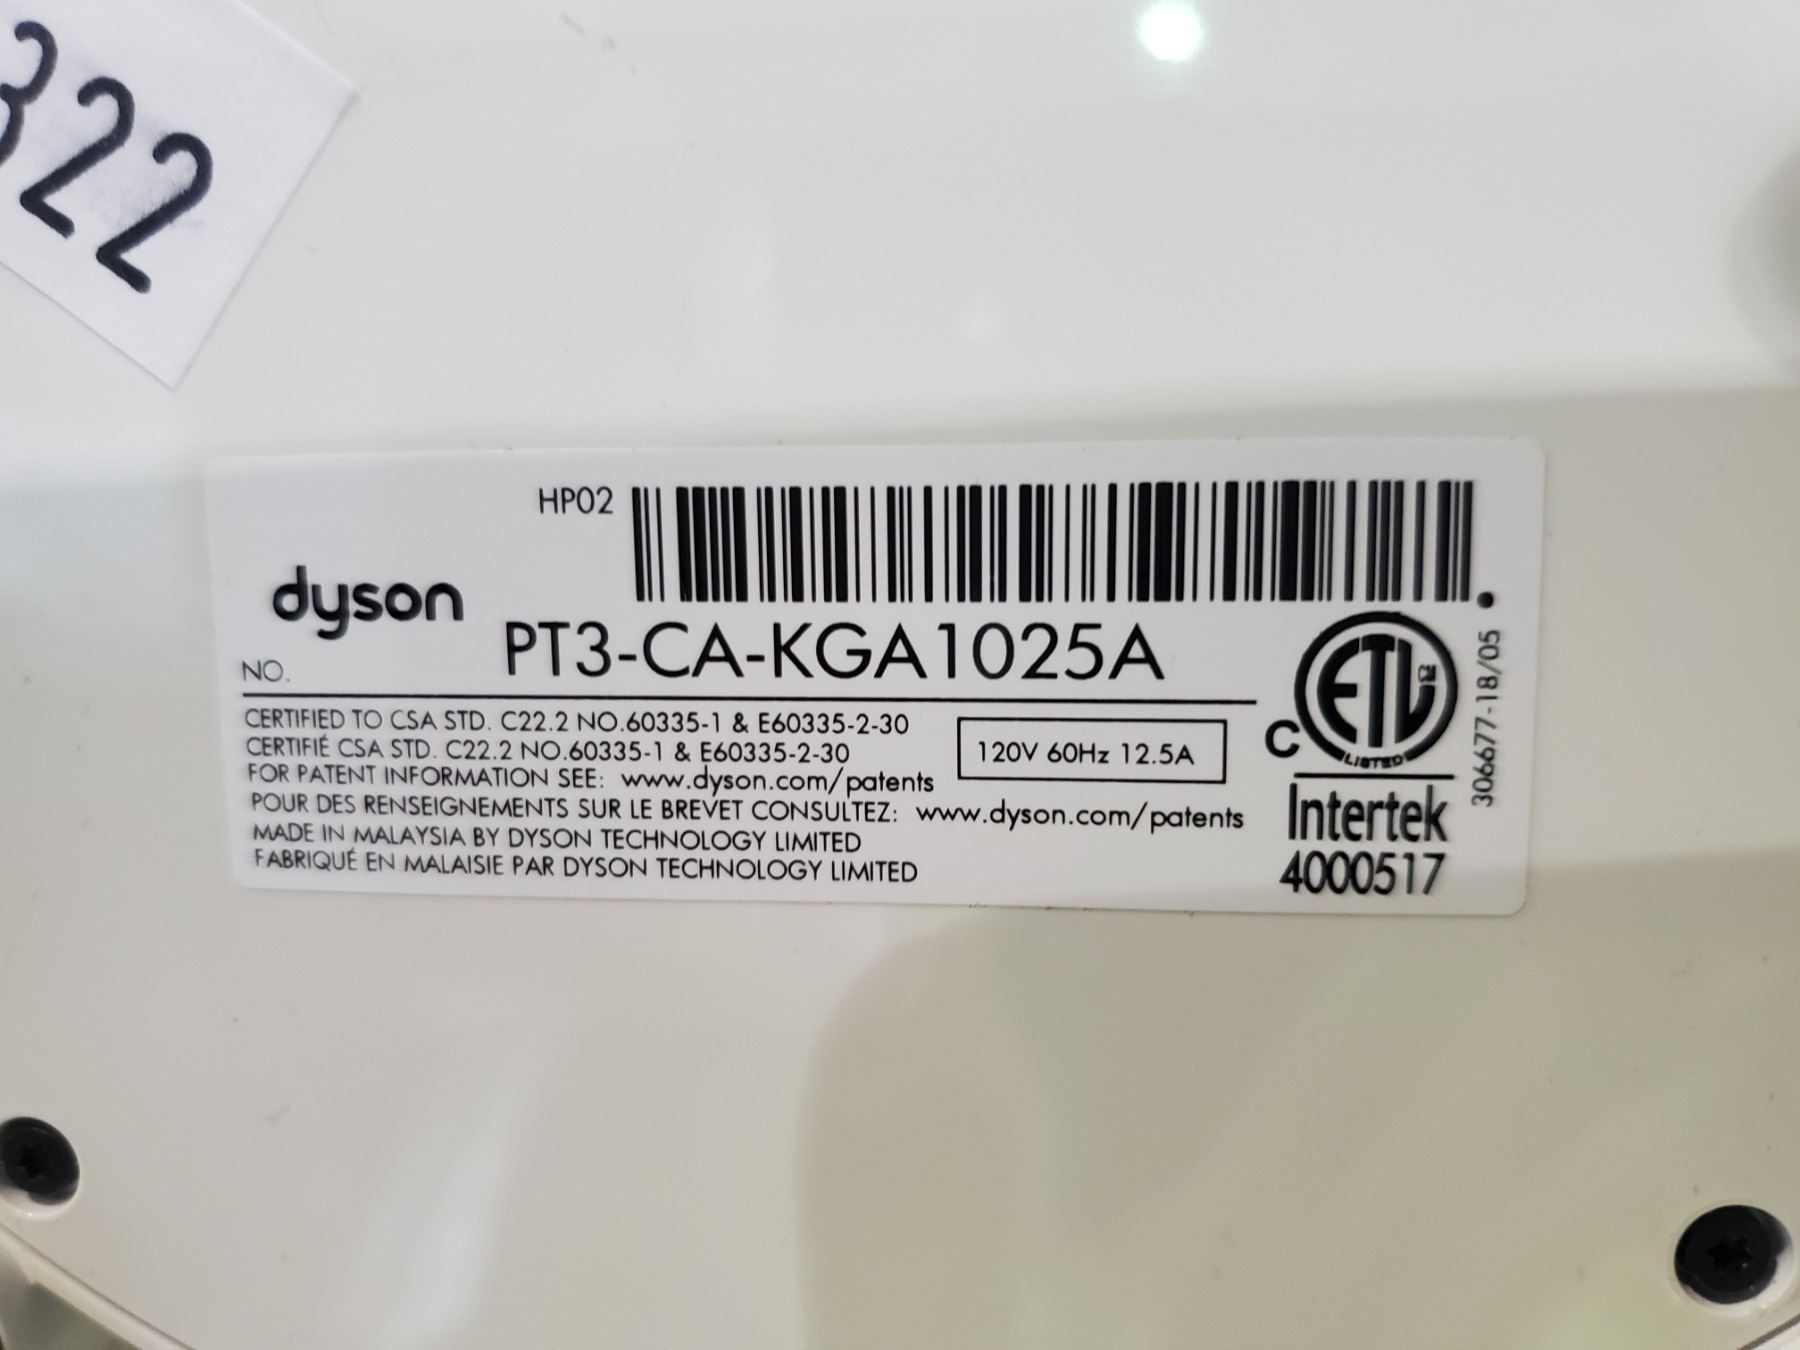 322
HP02
dyson
NO. PT3-CA-KGA1025A
CERTIFIED TO CSA STD. C22.2 NO.60335-1 & E60335-2-30
CERTIFIÉ CSA STD. C22.2 NO.60335-1 & E60335-2-30
120V 60Hz 12.5A
FOR PATENT INFORMATION SEE: www.dyson.com/patents
POUR DES RENSEIGNEMENTS SUR LE BREVET CONSULTEZ: www.dyson.com/patents
MADE IN MALAYSIA BY DYSON TECHNOLOGY LIMITED
FABRIQUÉ EN MALAISIE PAR DYSON TECHNOLOGY LIMITED
C ETL CM
LISTED
Intertek
4000517
306677-18/05